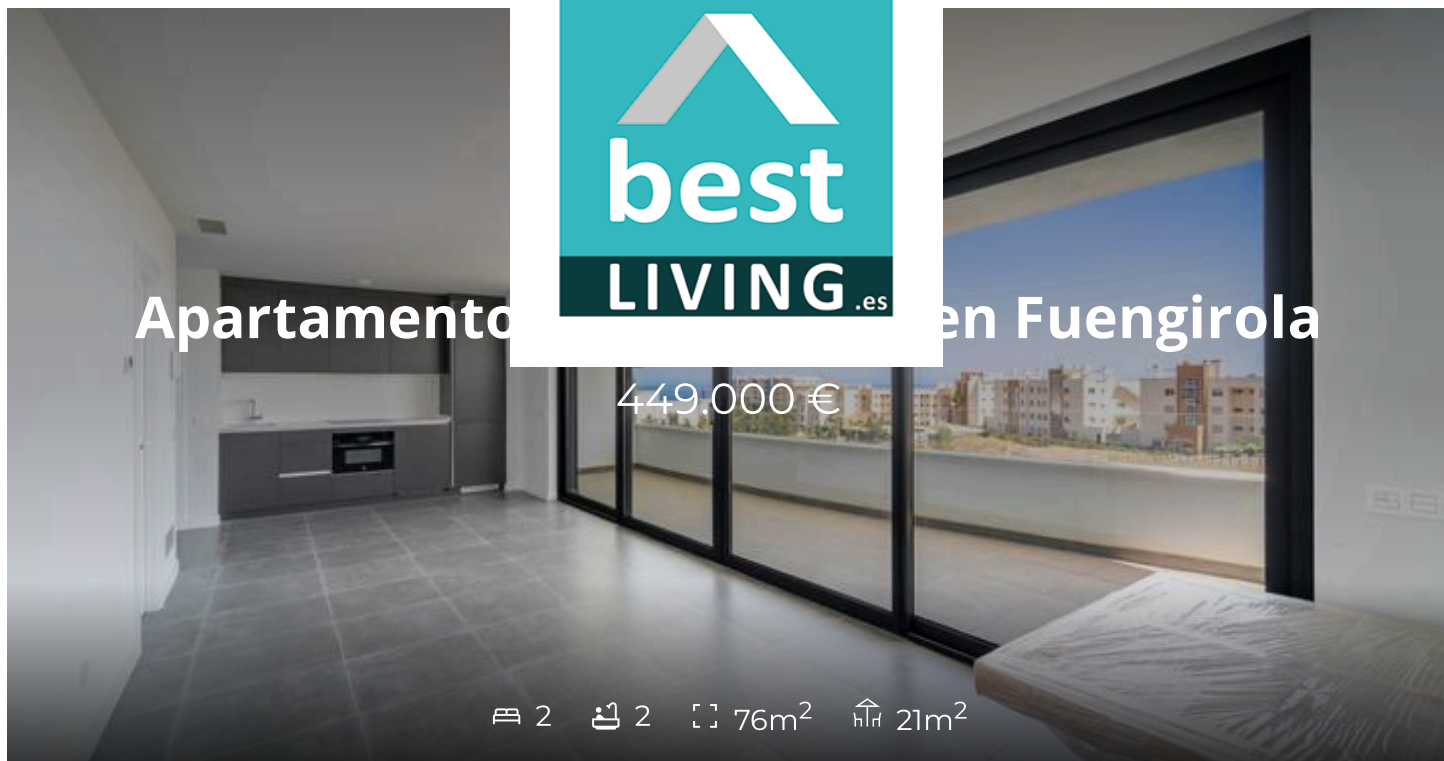 best
LIVING.es
Apartamento en Fuengirola
449.000 €
2 2 76m² 21m²